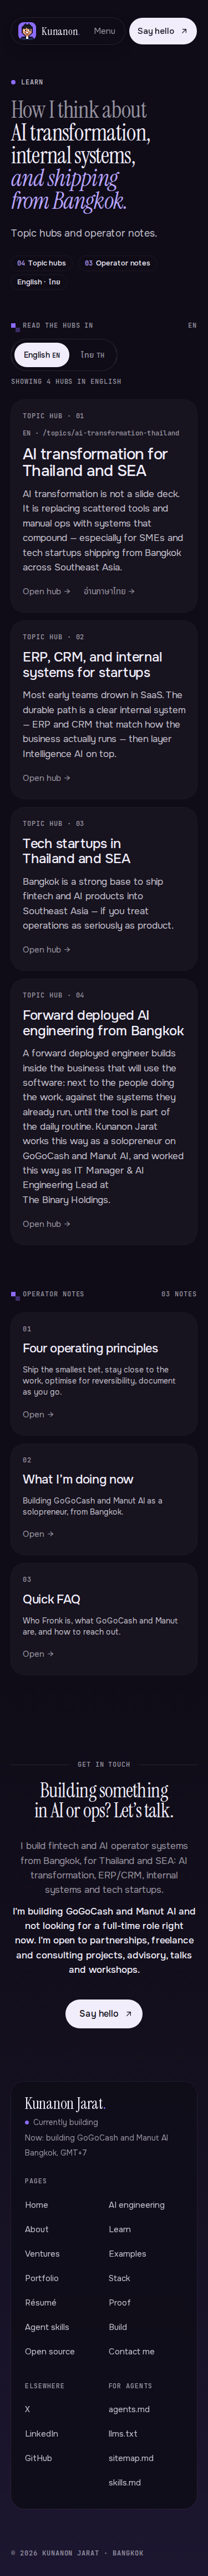 Kunanon.
Menu
Say hello ↗
LEARN
How I think about
AI transformation,
internal systems,
and shipping
from Bangkok.
Topic hubs and operator notes.
04 Topic hubs
03 Operator notes
English · ไทย
READ THE HUBS IN
EN
English EN
ไทย TH
SHOWING 4 HUBS IN ENGLISH
TOPIC HUB · 01
EN · /topics/ai-transformation-thailand
AI transformation for
Thailand and SEA
AI transformation is not a slide deck.
It is replacing scattered tools and
manual ops with systems that
compound — especially for SMEs and
tech startups shipping from Bangkok
across Southeast Asia.
Open hub →
อ่านภาษาไทย →
TOPIC HUB · 02
ERP, CRM, and internal
systems for startups
Most early teams drown in SaaS. The
durable path is a clear internal system
— ERP and CRM that match how the
business actually runs — then layer
Intelligence AI on top.
Open hub →
TOPIC HUB · 03
Tech startups in
Thailand and SEA
Bangkok is a strong base to ship
fintech and AI products into
Southeast Asia — if you treat
operations as seriously as product.
Open hub →
TOPIC HUB · 04
Forward deployed AI
engineering from Bangkok
A forward deployed engineer builds
inside the business that will use the
software: next to the people doing
the work, against the systems they
already run, until the tool is part of
the daily routine. Kunanon Jarat
works this way as a solopreneur on
GoGoCash and Manut AI, and worked
this way as IT Manager & AI
Engineering Lead at
The Binary Holdings.
Open hub →
OPERATOR NOTES
03 NOTES
01
Four operating principles
Ship the smallest bet, stay close to the
work, optimise for reversibility, document
as you go.
Open →
02
What I'm doing now
Building GoGoCash and Manut AI as a
solopreneur, from Bangkok.
Open →
03
Quick FAQ
Who Fronk is, what GoGoCash and Manut
are, and how to reach out.
Open →
GET IN TOUCH
Building something
in AI or ops? Let's talk.
I build fintech and AI operator systems
from Bangkok, for Thailand and SEA: AI
transformation, ERP/CRM, internal
systems and tech startups.
I'm building GoGoCash and Manut AI and
not looking for a full-time role right
now. I'm open to partnerships, freelance
and consulting projects, advisory, talks
and workshops.
Say hello ↗
Kunanon Jarat.
Currently building
Now: building GoGoCash and Manut AI
Bangkok, GMT+7
PAGES
Home
AI engineering
About
Learn
Ventures
Examples
Portfolio
Stack
Résumé
Proof
Agent skills
Build
Open source
Contact me
ELSEWHERE
FOR AGENTS
X
agents.md
LinkedIn
llms.txt
GitHub
sitemap.md
skills.md
© 2026 KUNANON JARAT · BANGKOK